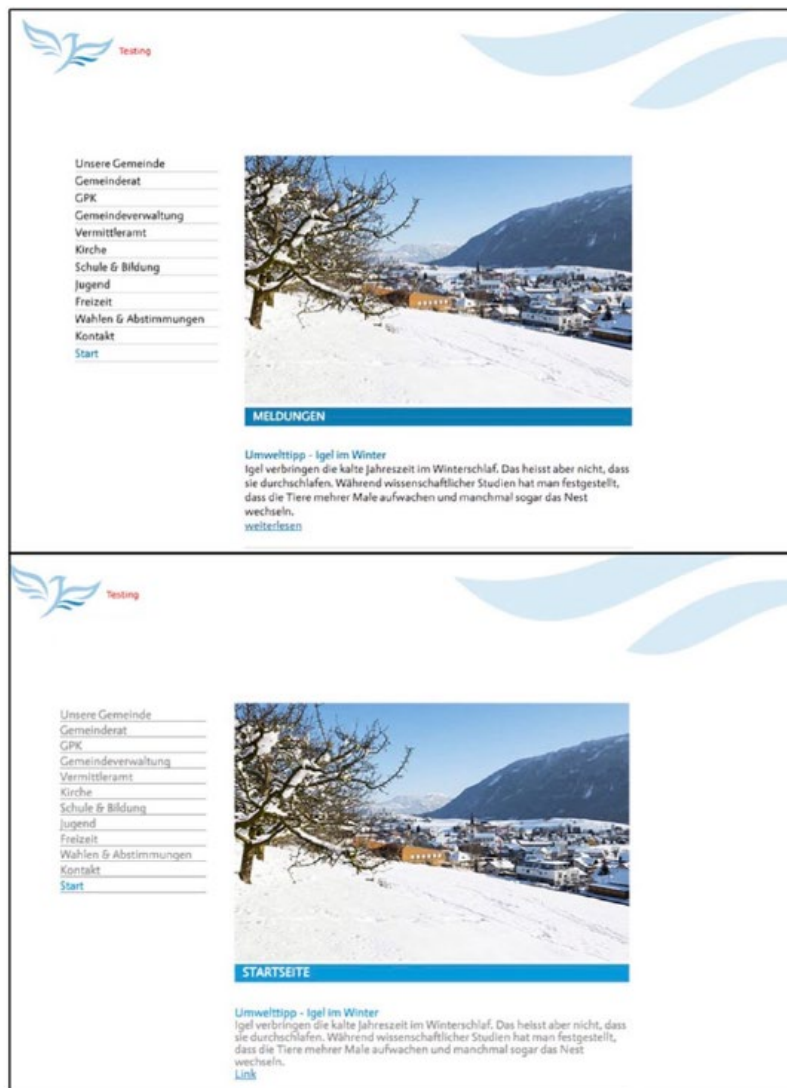 Testing
Unsere Gemeinde
Gemeinderat
GPK
Gemeindeverwaltung
Vermittleramt
Kirche
Schule & Bildung
Jugend
Freizeit
Wahlen & Abstimmungen
Kontakt
Start
MELDUNGEN
Umwelttipp - Igel im Winter
Igel verbringen die kalte Jahreszeit im Winterschlaf. Das heisst aber nicht, dass
sie durchschlafen. Während wissenschaftlicher Studien hat man festgestellt,
dass die Tiere mehrer Male aufwachen und manchmal sogar das Nest
wechseln.
weiterlesen
Testing
Unsere Gemeinde
Gemeinderat
GPK
Gemeindeverwaltung
Vermittleramt
Kirche
Schule & Bildung
Jugend
Freizeit
Wahlen & Abstimmungen
Kontakt
Start
STARTSEITE
Umwelttipp - Igel im Winter
Igel verbringen die kalte Jahreszeit im Winterschlaf. Das heisst aber nicht, dass
sie durchschlafen. Während wissenschaftlicher Studien hat man festgestellt,
dass die Tiere mehrer Male aufwachen und manchmal sogar das Nest
wechseln.
Link